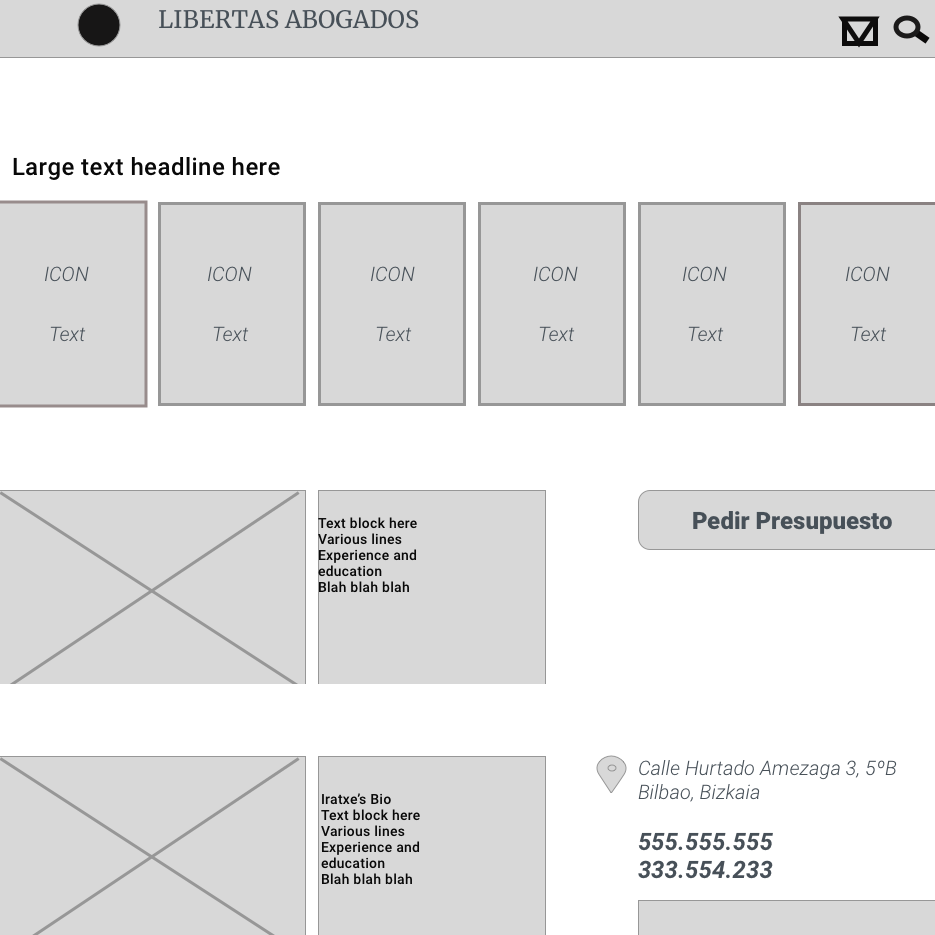 LIBERTAS ABOGADOS
Large text headline here
ICON ICON ICON ICON ICON ICON
Text Text Text Text Text Text
Text block here
Various lines
Experience and
education
Blah blah blah
Pedir Presupuesto
Iratxe’s Bio
Text block here
Various lines
Experience and
education
Blah blah blah
Calle Hurtado Amezaga 3, 5ºB
Bilbao, Bizkaia
555.555.555
333.554.233